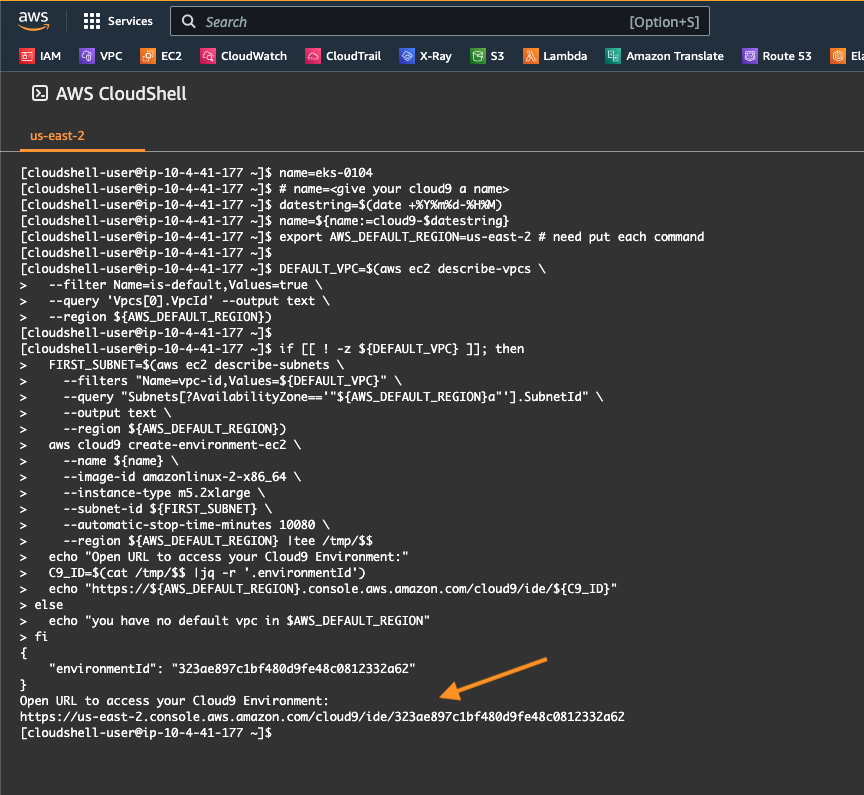 aws Services Search [Option+S]
IAM VPC EC2 CloudWatch CloudTrail X-Ray S3 Lambda Amazon Translate Route 53 Ela
AWS CloudShell
us-east-2
[cloudshell-user@ip-10-4-41-177 ~]$ name=eks-0104
[cloudshell-user@ip-10-4-41-177 ~]$ # name=<give your cloud9 a name>
[cloudshell-user@ip-10-4-41-177 ~]$ datestring=$(date +%Y%m%d-%H%M)
[cloudshell-user@ip-10-4-41-177 ~]$ name=${name:=cloud9-$datestring}
[cloudshell-user@ip-10-4-41-177 ~]$ export AWS_DEFAULT_REGION=us-east-2 # need put each command
[cloudshell-user@ip-10-4-41-177 ~]$
[cloudshell-user@ip-10-4-41-177 ~]$ DEFAULT_VPC=$(aws ec2 describe-vpcs \
>   --filter Name=is-default,Values=true \
>   --query 'Vpcs[0].VpcId' --output text \
>   --region ${AWS_DEFAULT_REGION})
[cloudshell-user@ip-10-4-41-177 ~]$
[cloudshell-user@ip-10-4-41-177 ~]$ if [[ ! -z ${DEFAULT_VPC} ]]; then
>   FIRST_SUBNET=$(aws ec2 describe-subnets \
>     --filters "Name=vpc-id,Values=${DEFAULT_VPC}" \
>     --query "Subnets[?AvailabilityZone=='"${AWS_DEFAULT_REGION}a"'].SubnetId" \
>     --output text \
>     --region ${AWS_DEFAULT_REGION})
>   aws cloud9 create-environment-ec2 \
>     --name ${name} \
>     --image-id amazonlinux-2-x86_64 \
>     --instance-type m5.2xlarge \
>     --subnet-id ${FIRST_SUBNET} \
>     --automatic-stop-time-minutes 10080 \
>     --region ${AWS_DEFAULT_REGION} |tee /tmp/$$
>   echo "Open URL to access your Cloud9 Environment:"
>   C9_ID=$(cat /tmp/$$ |jq -r '.environmentId')
>   echo "https://${AWS_DEFAULT_REGION}.console.aws.amazon.com/cloud9/ide/${C9_ID}"
> else
>   echo "you have no default vpc in $AWS_DEFAULT_REGION"
> fi
{
    "environmentId": "323ae897c1bf480d9fe48c0812332a62"
}
Open URL to access your Cloud9 Environment:
https://us-east-2.console.aws.amazon.com/cloud9/ide/323ae897c1bf480d9fe48c0812332a62
[cloudshell-user@ip-10-4-41-177 ~]$